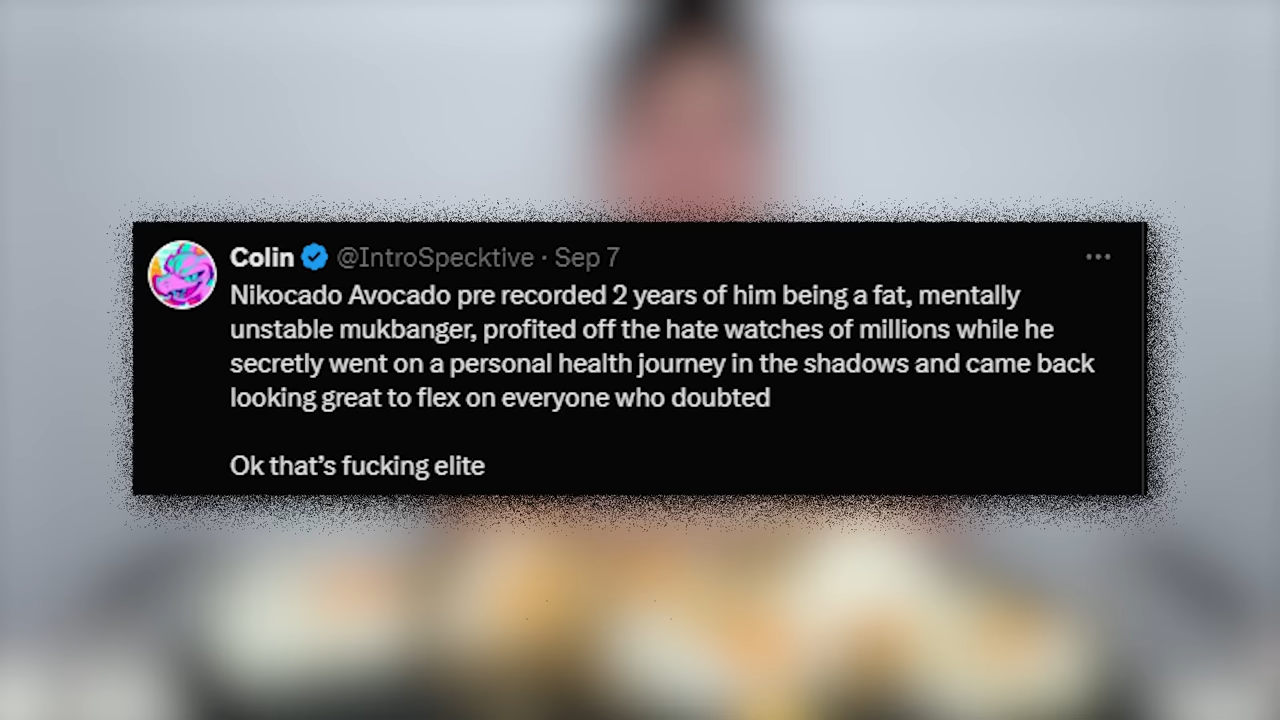 Colin @IntroSpecktive · Sep 7
Nikocado Avocado pre recorded 2 years of him being a fat, mentally
unstable mukbanger, profited off the hate watches of millions while he
secretly went on a personal health journey in the shadows and came back
looking great to flex on everyone who doubted
Ok that’s fucking elite